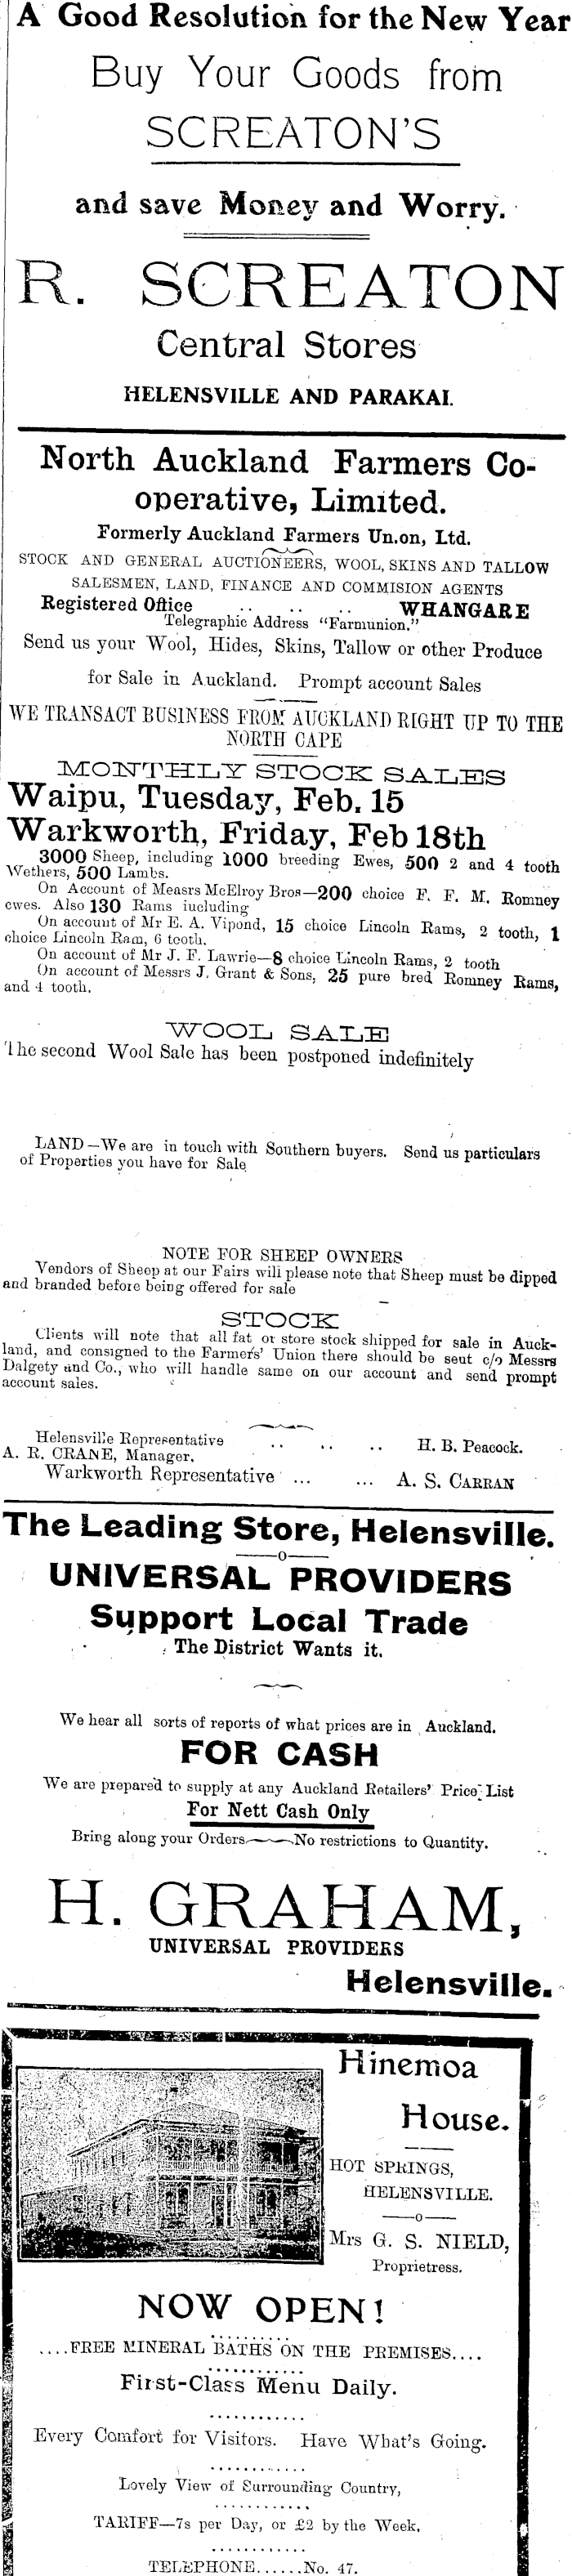 A Good Resolution for the New Year
Buy Your Goods from
SCREATON'S
and save Money and Worry.
R. SCREATON
Central Stores
HELENSVILLE AND PARAKAI.
North Auckland Farmers Co-
operative, Limited.
Formerly Auckland Farmers Un.on, Ltd.
STOCK AND GENERAL AUCTIONEERS, WOOL, SKINS AND TALLOW
SALESMEN, LAND, FINANCE AND COMMISION AGENTS
Registered Office .. .. .. WHANGARE
Telegraphic Address "Farmunion."
Send us your Wool, Hides, Skins, Tallow or other Produce
for Sale in Auckland. Prompt account Sales
WE TRANSACT BUSINESS FROM AUCKLAND RIGHT UP TO THE
NORTH CAPE
MONTHLY STOCK SALES
Waipu, Tuesday, Feb. 15
Warkworth, Friday, Feb 18th
3000 Sheep, including 1000 breeding Ewes, 500 2 and 4 tooth
Wethers, 500 Lambs.
On Account of Measrs McElroy Bros—200 choice F. F. M. Romney
ewes. Also 130 Rams iucluding
On account of Mr E. A. Vipond, 15 choice Lincoln Rams, 2 tooth, 1
choice Lincoln Ram, 6 tooth.
On account of Mr J. F. Lawrie—8 choice Lincoln Rams, 2 tooth
On account of Messrs J. Grant & Sons, 25 pure bred Romney Rams,
and 4 tooth.
WOOL SALE
The second Wool Sale has been postponed indefinitely
LAND—We are in touch with Southern buyers. Send us particulars
of Properties you have for Sale
NOTE FOR SHEEP OWNERS
Vendors of Sheep at our Fairs will please note that Sheep must be dipped
and branded before being offered for sale
STOCK
Clients will note that all fat or store stock shipped for sale in Auck-
land, and consigned to the Farmers' Union there should be seut c/o Messrs
Dalgety and Co., who will handle same on our account and send prompt
account sales.
Helensville Representative .. .. .. H. B. Peacock.
A. R. CRANE, Manager.
Warkworth Representative ... ... A. S. CARRAN
The Leading Store, Helensville.
—o—
UNIVERSAL PROVIDERS
Support Local Trade
The District Wants it.
We hear all sorts of reports of what prices are in Auckland.
FOR CASH
We are prepared to supply at any Auckland Retailers' Price List
For Nett Cash Only
Bring along your Orders——No restrictions to Quantity.
H. GRAHAM,
UNIVERSAL PROVIDERS
Helensville.
Hinemoa
House.
HOT SPRINGS,
HELENSVILLE.
—o—
Mrs G. S. NIELD,
Proprietress.
NOW OPEN!
....FREE MINERAL BATHS ON THE PREMISES....
First-Class Menu Daily.
Every Comfort for Visitors. Have What's Going.
Lovely View of Surrounding Country,
TARIFF—7s per Day, or £2 by the Week.
TELEPHONE......No. 47.